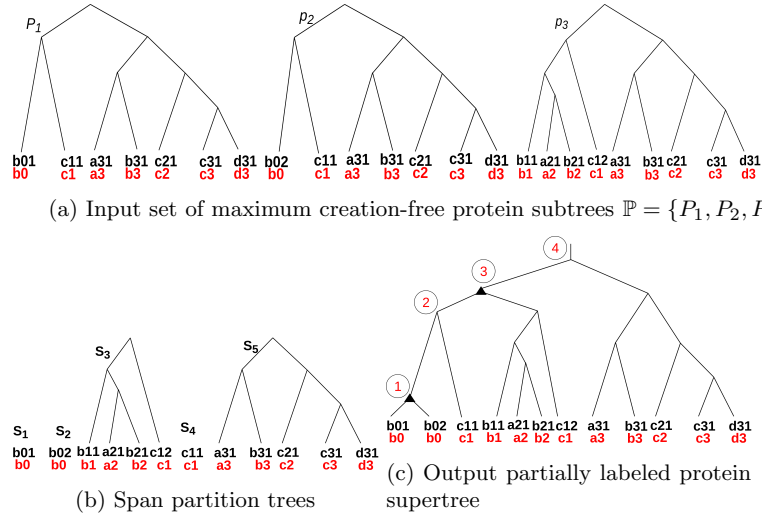 P1 p2 p3
b01 c11 a31 b31 c21 c31 d31 b02 c11 a31 b31 c21 c31 d31 b11 a21 b21 c12 a31 b31 c21 c31 d31
b0 c1 a3 b3 c2 c3 d3 b0 c1 a3 b3 c2 c3 d3 b1 a2 b2 c1 a3 b3 c2 c3 d3
(a) Input set of maximum creation-free protein subtrees ℙ = {P1, P2, P
S3 S5
S1 S2 S4
b01 b02 b11 a21 b21 c12 c11 a31 b31 c21 c31 d31
b0 b0 b1 a2 b2 c1 c1 a3 b3 c2 c3 d3
(b) Span partition trees
4
3
2
1
b01 b02 c11 b11 a21 b21 c12 a31 b31 c21 c31 d31
b0 b0 c1 b1 a2 b2 c1 a3 b3 c2 c3 d3
(c) Output partially labeled protein
supertree